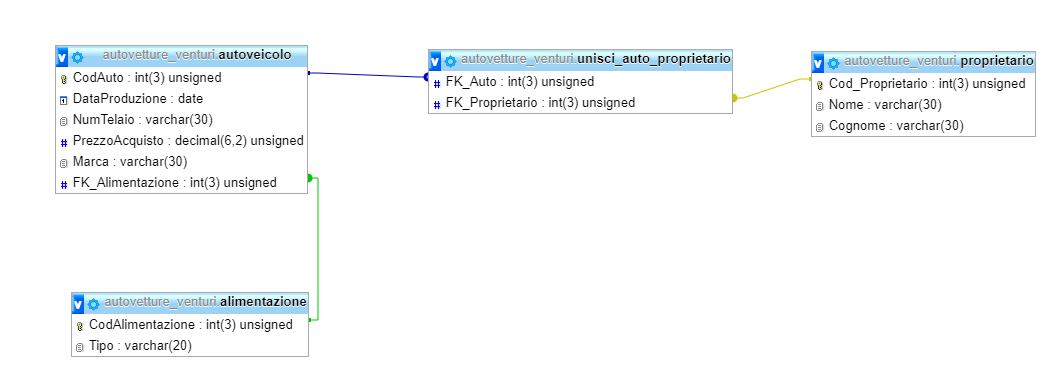 autovetture_venturi.autoveicolo
CodAuto : int(3) unsigned
DataProduzione : date
NumTelaio : varchar(30)
PrezzoAcquisto : decimal(6,2) unsigned
Marca : varchar(30)
FK_Alimentazione : int(3) unsigned
autovetture_venturi.unisci_auto_proprietario
FK_Auto : int(3) unsigned
FK_Proprietario : int(3) unsigned
autovetture_venturi.proprietario
Cod_Proprietario : int(3) unsigned
Nome : varchar(30)
Cognome : varchar(30)
autovetture_venturi.alimentazione
CodAlimentazione : int(3) unsigned
Tipo : varchar(20)